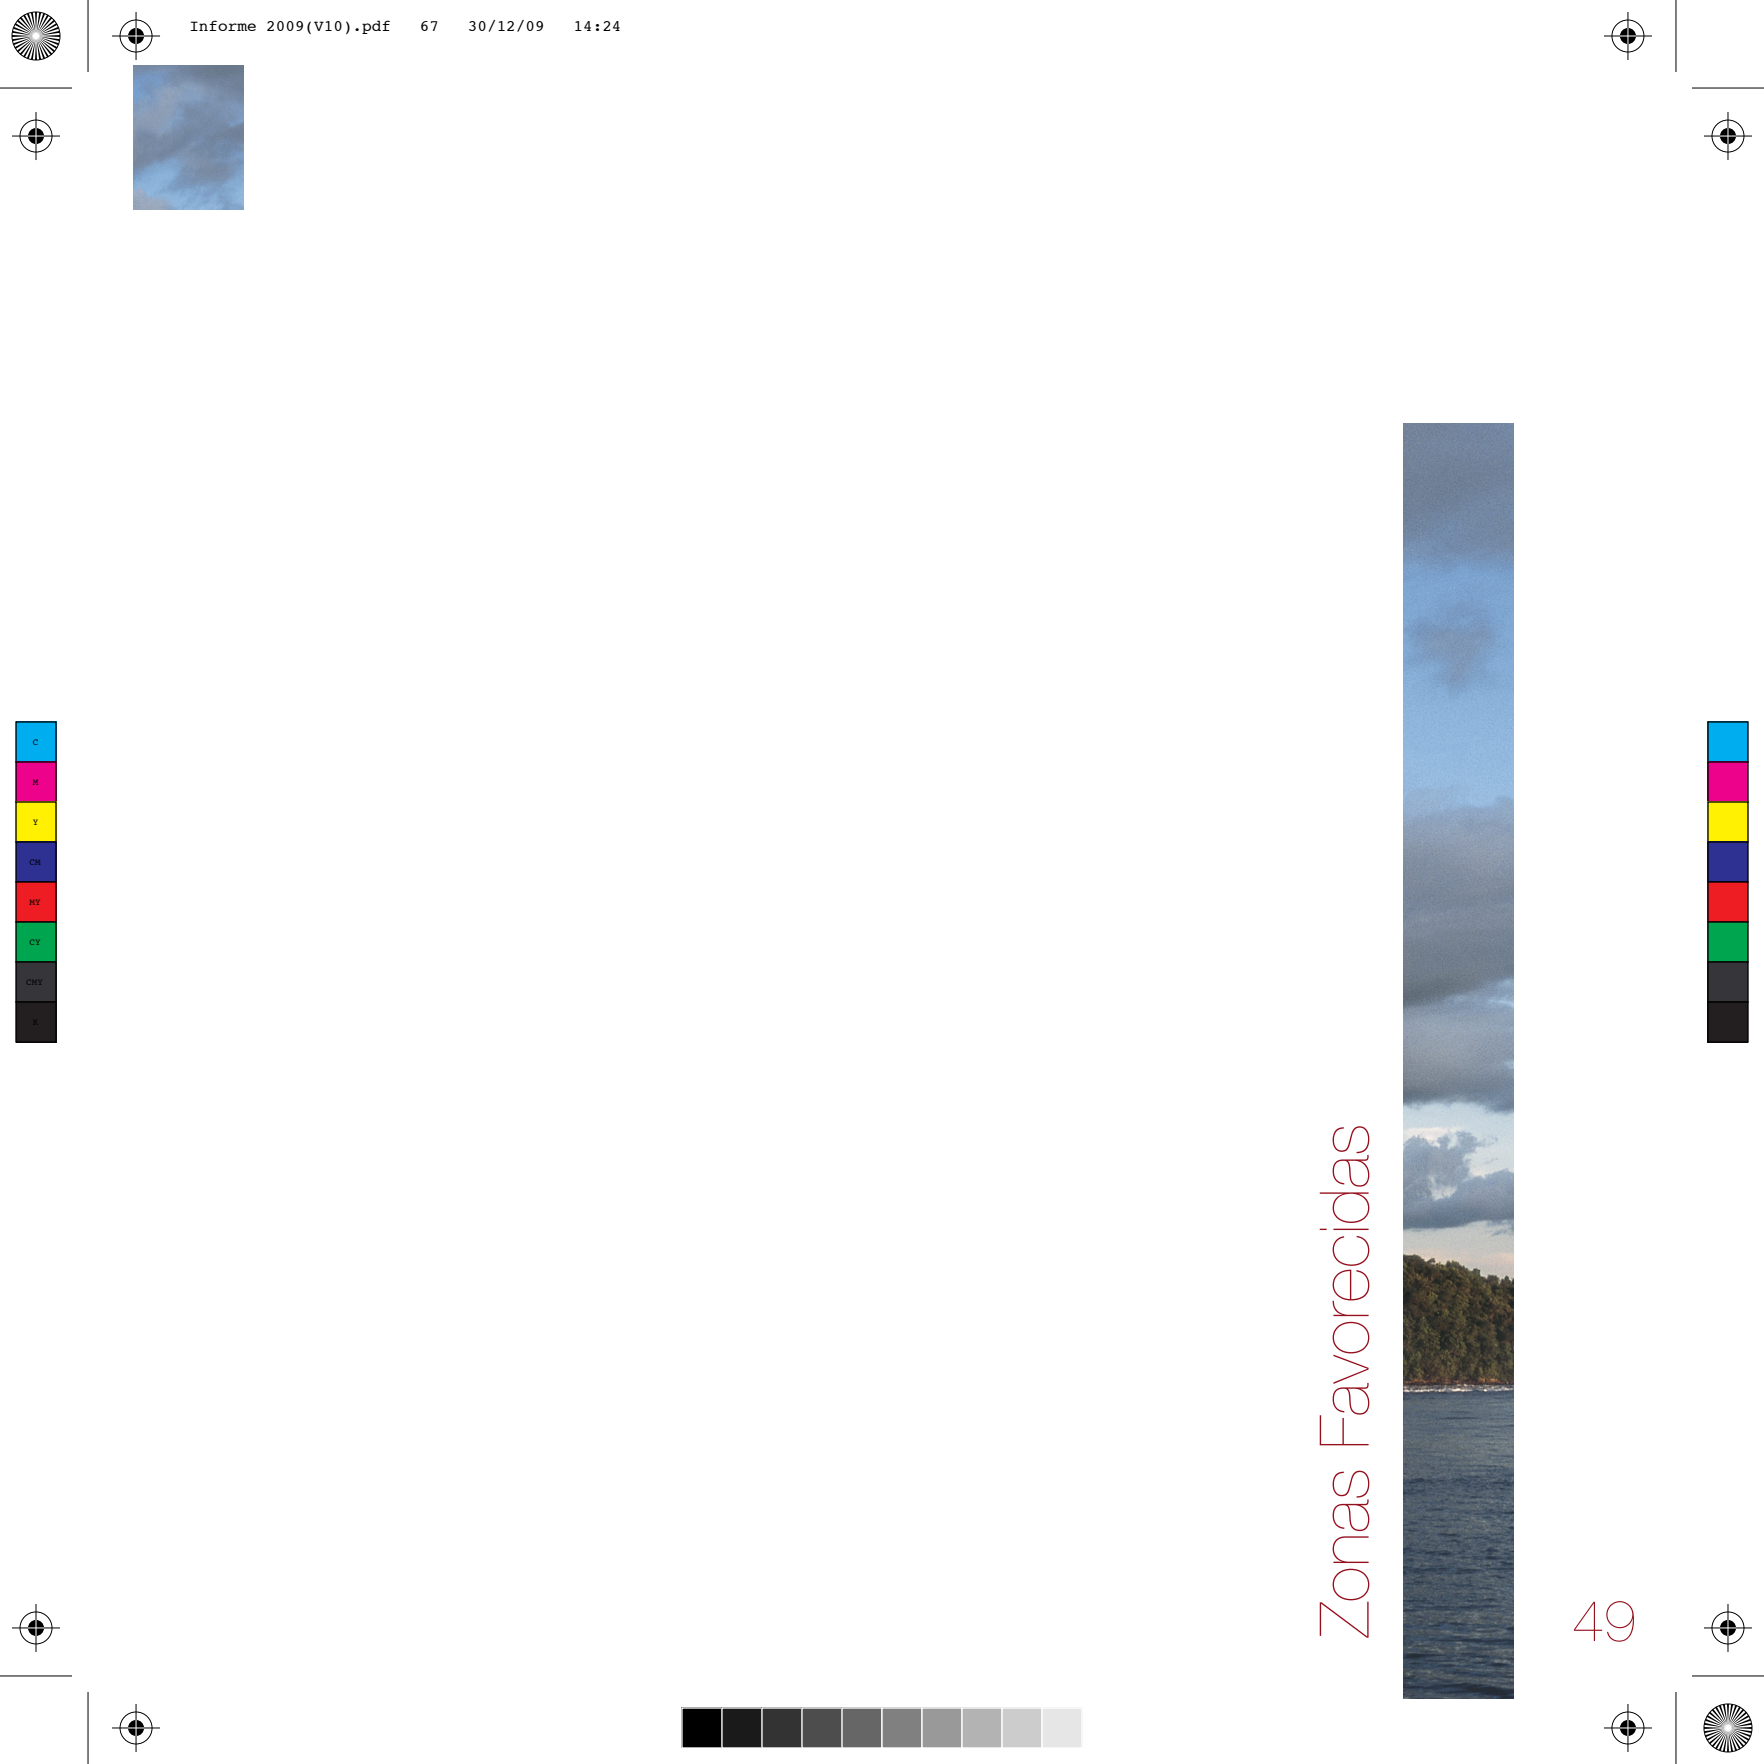 Informe 2009(V10).pdf 67 30/12/09 14:24
C
M
Y
CM
MY
CY
CMY
K
Zonas Favorecidas
49